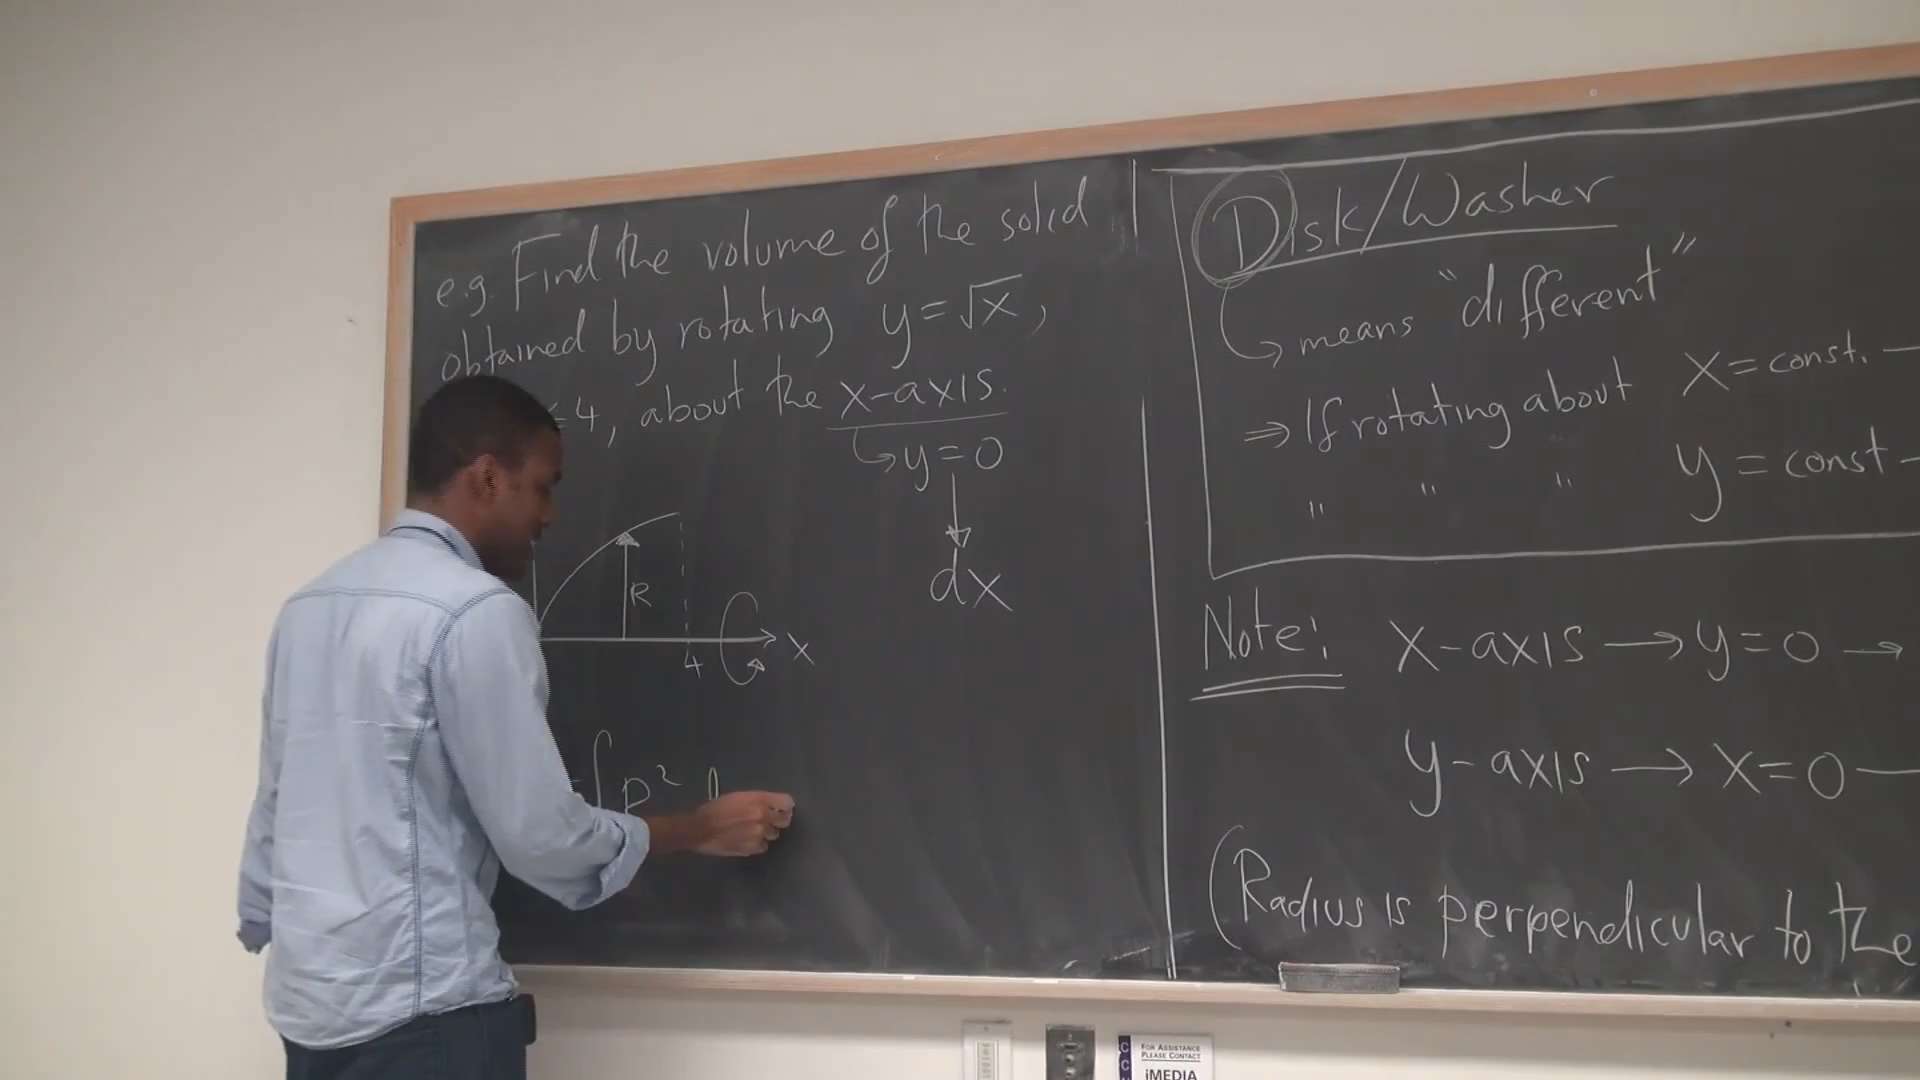 e.g. Find the volume of the solid
obtained by rotating y=√x,
4, about the x-axis.
↳ y=0
dx
R
4 x
∫ R²
Disk/Washer
↳ means "different"
⇒ If rotating about x=const. —
" " " y=const —
Note: x-axis → y=0 →
y-axis → x=0 —
(Radius is perpendicular to the
FOR ASSISTANCE
PLEASE CONTACT
iMEDIA